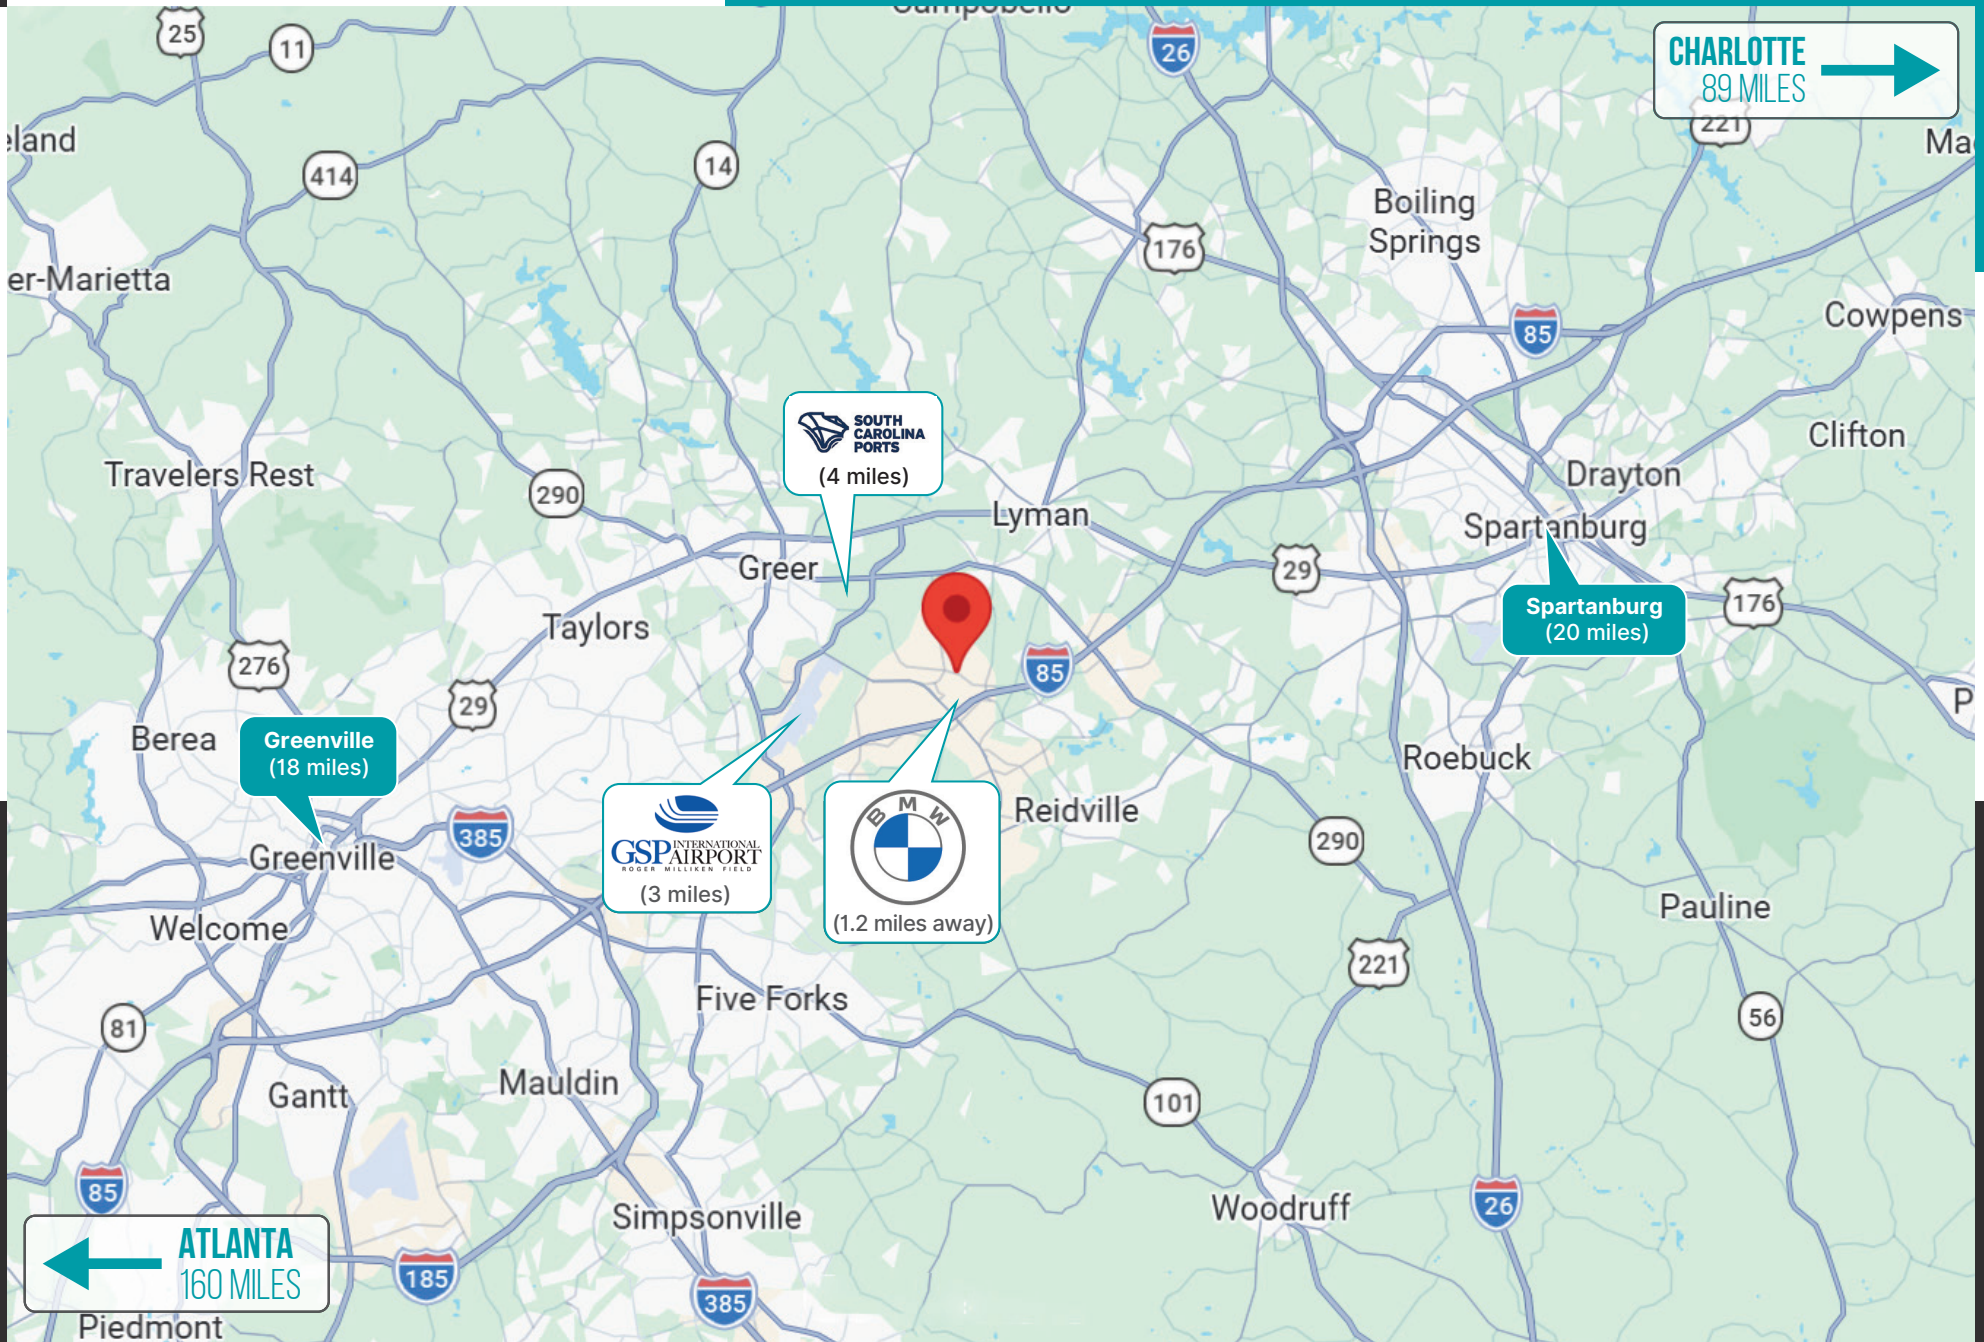 Campobello
25
11
26
CHARLOTTE
89 MILES
221
eland
Ma
414
14
176
Boiling
Springs
er-Marietta
85
Cowpens
SOUTH
CAROLINA
PORTS
(4 miles)
Clifton
Travelers Rest
290
Drayton
Lyman
Spartanburg
Greer
29
Spartanburg
(20 miles)
176
Taylors
276
85
29
P
Berea
Greenville
(18 miles)
Roebuck
BMW
(1.2 miles away)
Reidville
385
GSP INTERNATIONAL
AIRPORT
ROGER MILLIKEN FIELD
(3 miles)
290
Greenville
Pauline
Welcome
221
Five Forks
81
56
Gantt
Mauldin
101
85
Simpsonville
Woodruff
26
ATLANTA
160 MILES
185
385
Piedmont